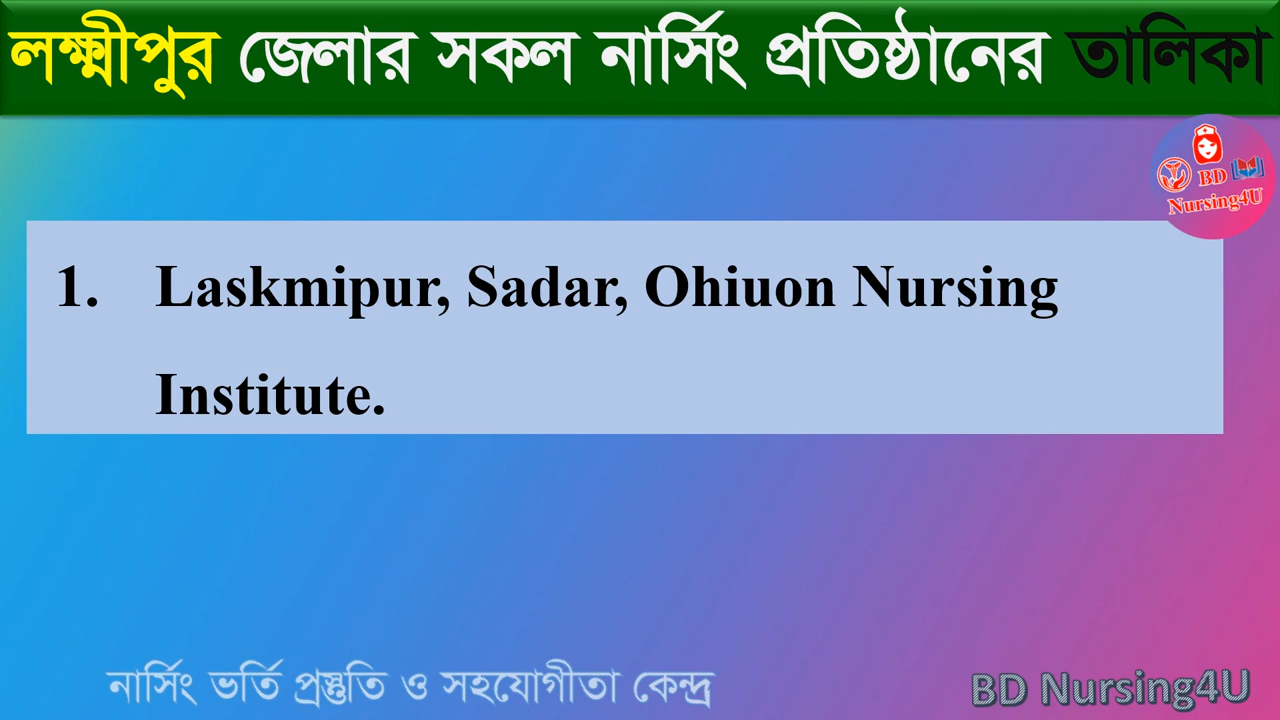 লক্ষ্মীপুর জেলার সকল নার্সিং প্রতিষ্ঠানের তালিকা
BD
Nursing4U
1. Laskmipur, Sadar, Ohiuon Nursing
Institute.
নার্সিং ভর্তি প্রস্তুতি ও সহযোগীতা কেন্দ্র
BD Nursing4U